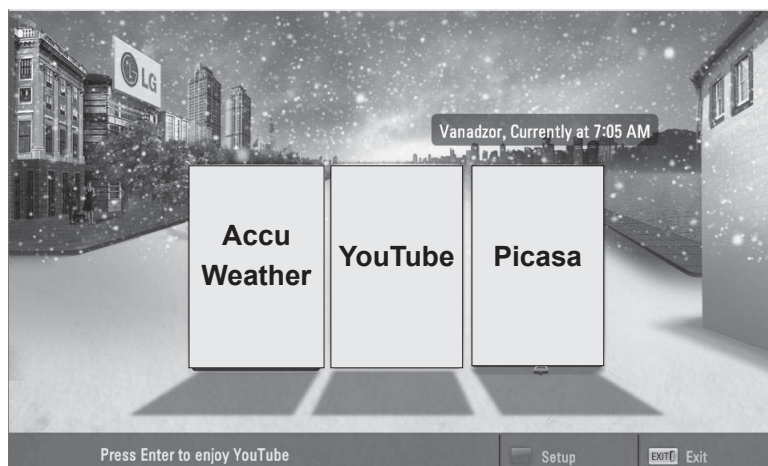 LG
Vanadzor, Currently at 7:05 AM
Accu
Weather
YouTube
Picasa
Press Enter to enjoy YouTube
Setup
EXIT
Exit